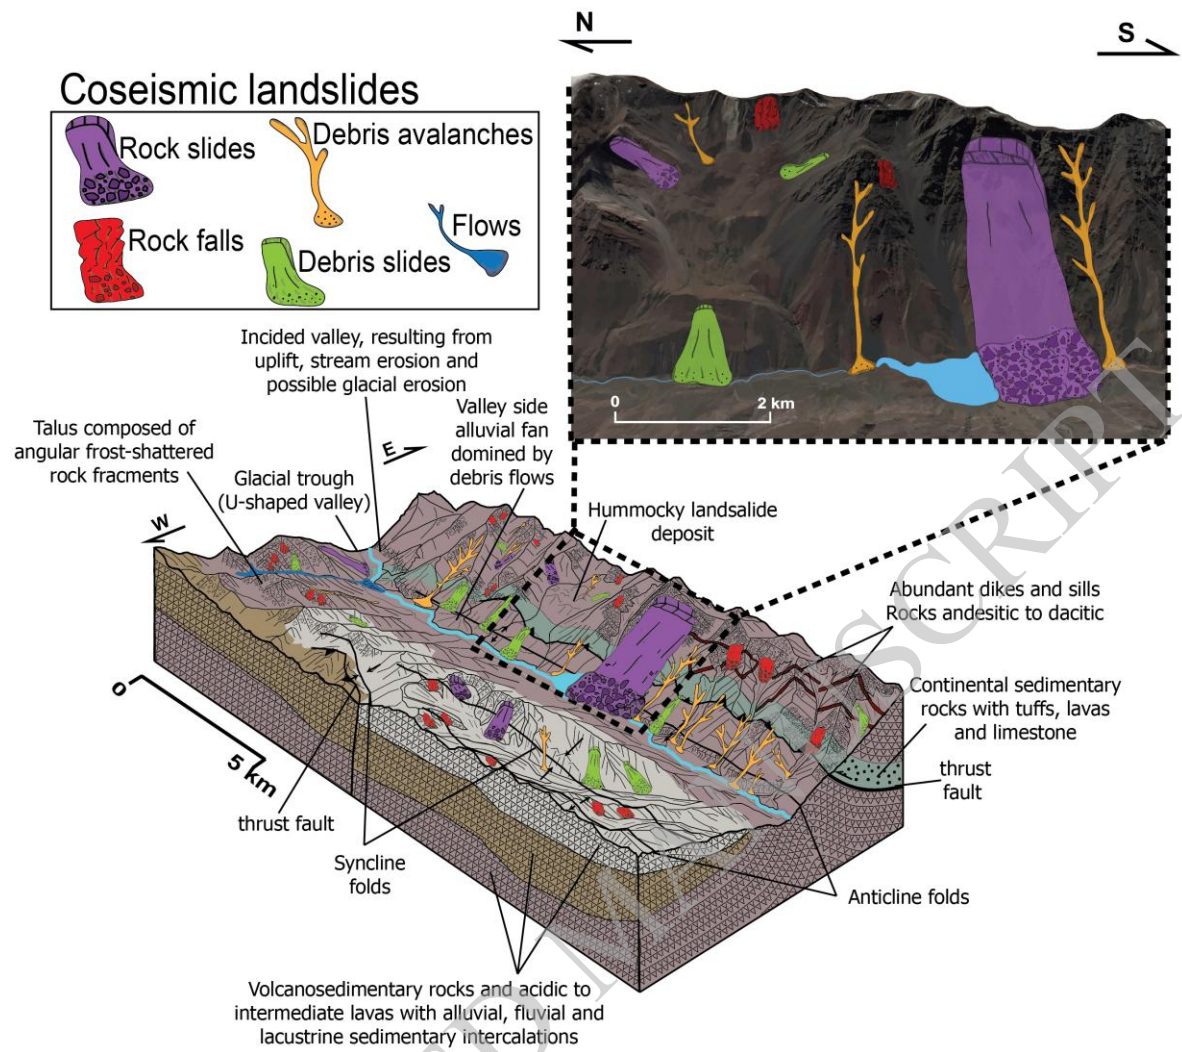 N
S
Coseismic landslides
Rock slides
Debris avalanches
Rock falls
Debris slides
Flows
0
2 km
Incided valley, resulting from
uplift, stream erosion and
possible glacial erosion
Valley side
alluvial fan
domined by
debris flows
Talus composed of
angular frost-shattered
rock fragments
Glacial trough
(U-shaped valley)
E
W
Hummocky landsalide
deposit
Abundant dikes and sills
Rocks andesitic to dacitic
Continental sedimentary
rocks with tuffs, lavas
and limestone
thrust
fault
0
5 km
thrust fault
Syncline
folds
Anticline folds
Volcanosedimentary rocks and acidic to
intermediate lavas with alluvial, fluvial and
lacustrine sedimentary intercalations